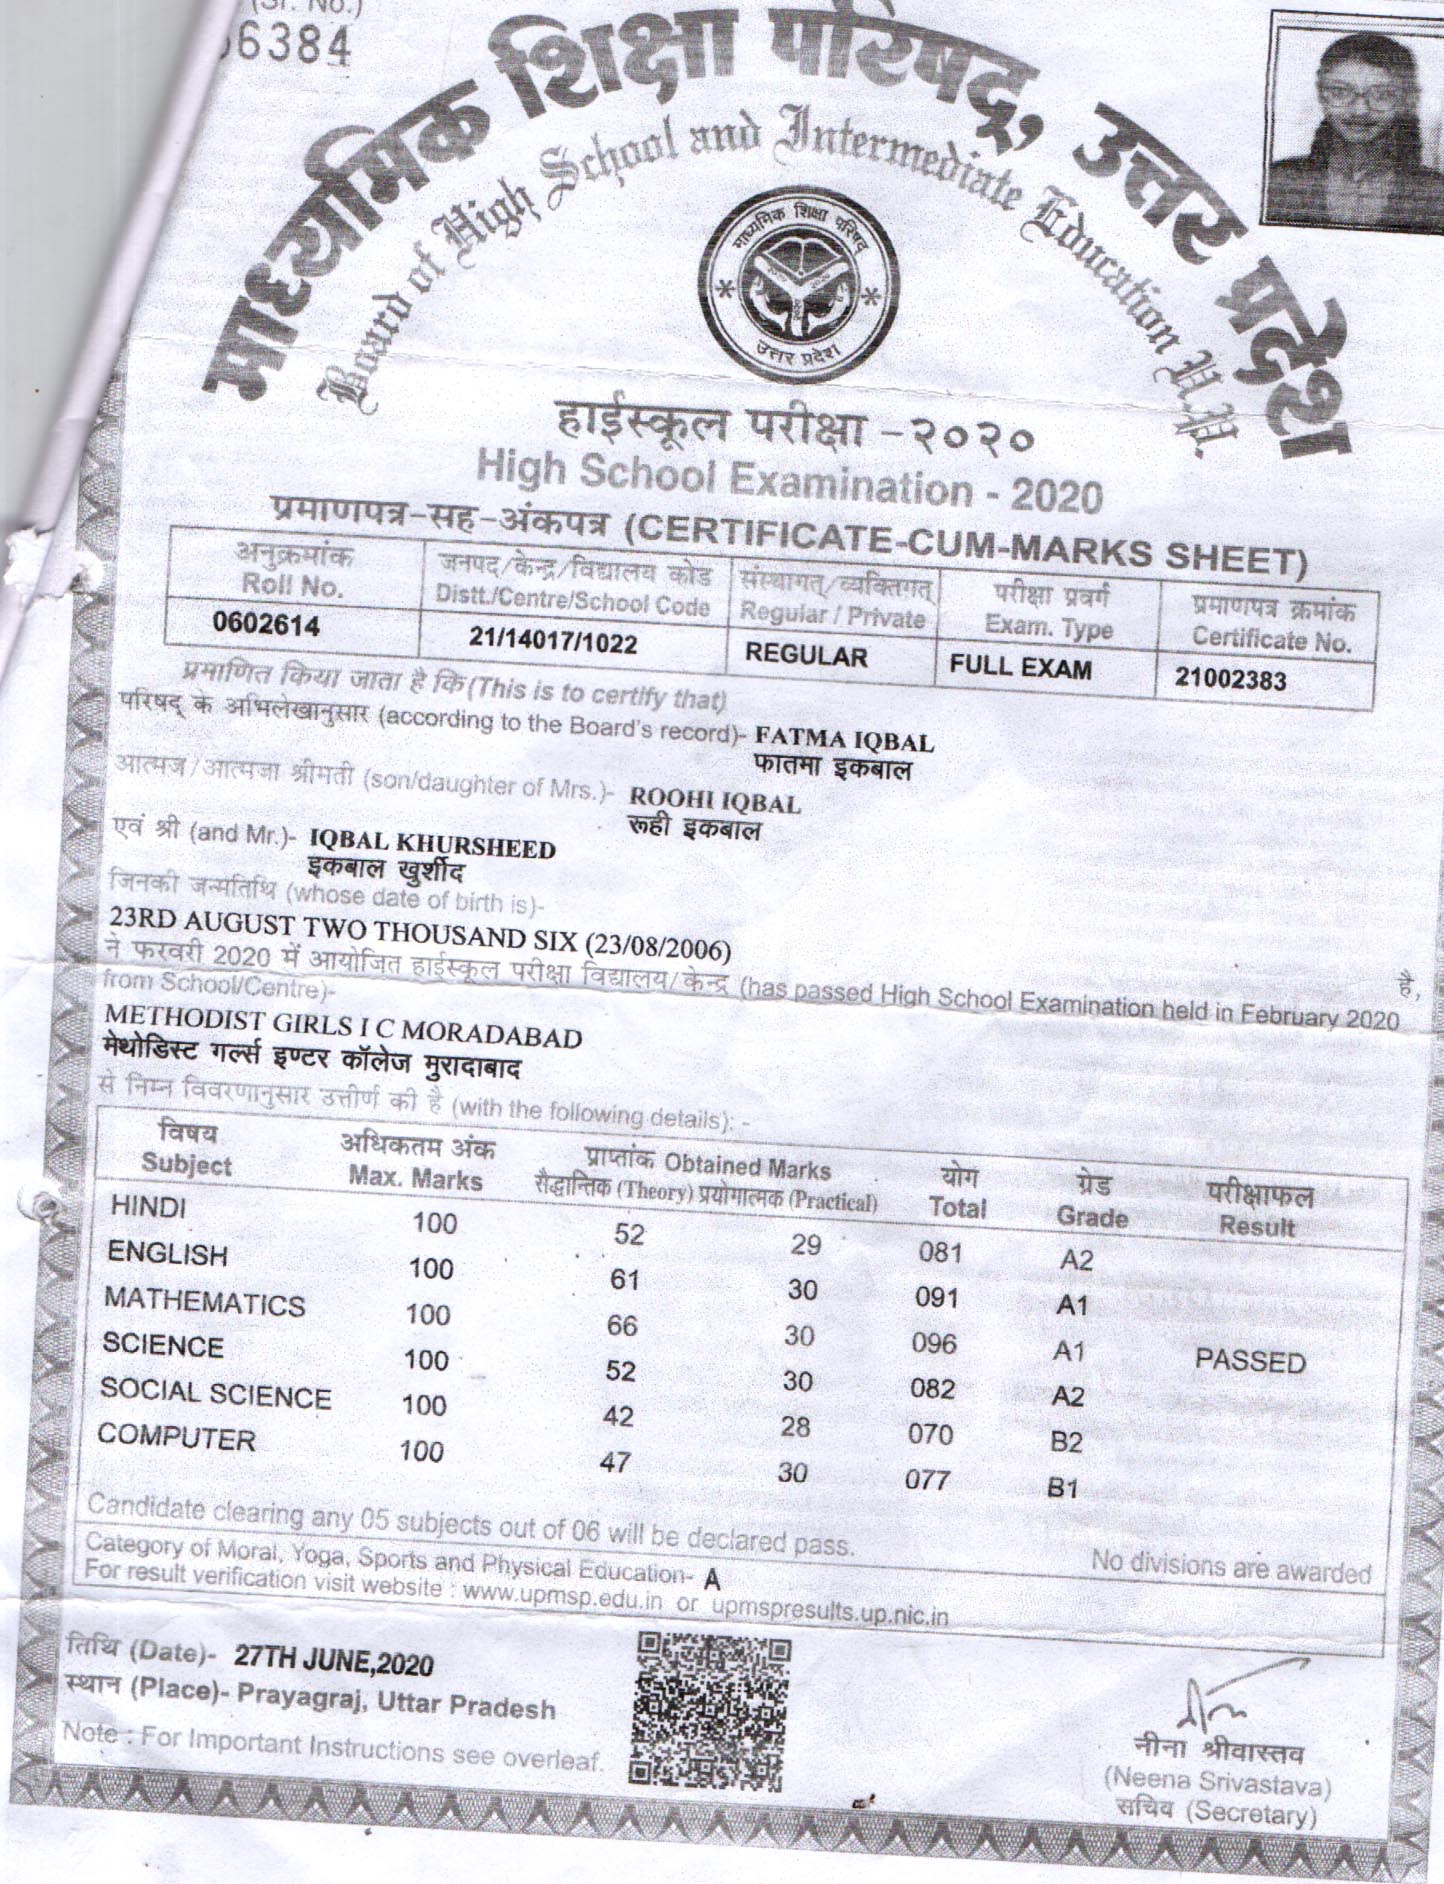 (Sr. No.)
6384
माध्यमिक शिक्षा परिषद्, उत्तर प्रदेश
Board of High School and Intermediate Education U.P.
माध्यमिक शिक्षा परिषद्
उत्तर प्रदेश
हाईस्कूल परीक्षा -२०२०
High School Examination - 2020
प्रमाणपत्र-सह-अंकपत्र (CERTIFICATE-CUM-MARKS SHEET)
अनुक्रमांक जनपद/केन्द्र/विद्यालय कोड संस्थागत्/व्यक्तिगत् परीक्षा प्रवर्ग प्रमाणपत्र क्रमांक
Roll No. Distt./Centre/School Code Regular / Private Exam. Type Certificate No.
0602614 21/14017/1022 REGULAR FULL EXAM 21002383
प्रमाणित किया जाता है कि (This is to certify that)
परिषद् के अभिलेखानुसार (according to the Board's record)- FATMA IQBAL
फातमा इकबाल
आत्मज/आत्मजा श्रीमती (son/daughter of Mrs.)- ROOHI IQBAL
रूही इकबाल
एवं श्री (and Mr.)- IQBAL KHURSHEED
इकबाल खुर्शीद
जिनकी जन्मतिथि (whose date of birth is)-
23RD AUGUST TWO THOUSAND SIX (23/08/2006)
ने फरवरी 2020 में आयोजित हाईस्कूल परीक्षा विद्यालय/केन्द्र (has passed High School Examination held in February 2020 है,
from School/Centre)-
METHODIST GIRLS I C MORADABAD
मेथोडिस्ट गर्ल्स इण्टर कॉलेज मुरादाबाद
से निम्न विवरणानुसार उत्तीर्ण की है (with the following details): -
विषय अधिकतम अंक प्राप्तांक Obtained Marks योग ग्रेड परीक्षाफल
Subject Max. Marks सैद्धान्तिक (Theory) प्रयोगात्मक (Practical) Total Grade Result
HINDI 100 52 29 081 A2
ENGLISH 100 61 30 091 A1
MATHEMATICS 100 66 30 096 A1 PASSED
SCIENCE 100 52 30 082 A2
SOCIAL SCIENCE 100 42 28 070 B2
COMPUTER 100 47 30 077 B1
Candidate clearing any 05 subjects out of 06 will be declared pass. No divisions are awarded
Category of Moral, Yoga, Sports and Physical Education- A
For result verification visit website : www.upmsp.edu.in or upmspresults.up.nic.in
तिथि (Date)- 27TH JUNE,2020
स्थान (Place)- Prayagraj, Uttar Pradesh
Note : For Important Instructions see overleaf.
नीना श्रीवास्तव
(Neena Srivastava)
सचिव (Secretary)